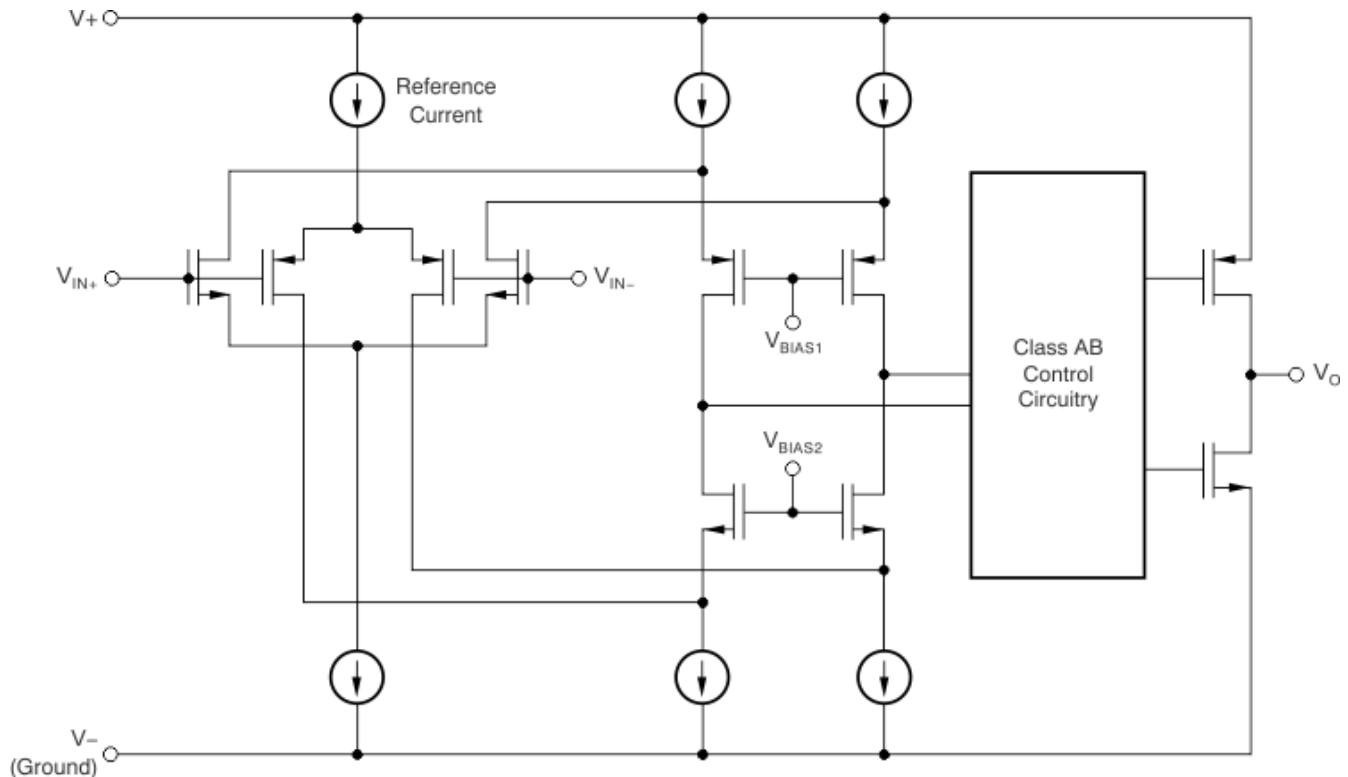 V+
Reference
Current
V_IN+
V_IN–
V_BIAS1
Class AB
Control
Circuitry
V_O
V_BIAS2
V–
(Ground)